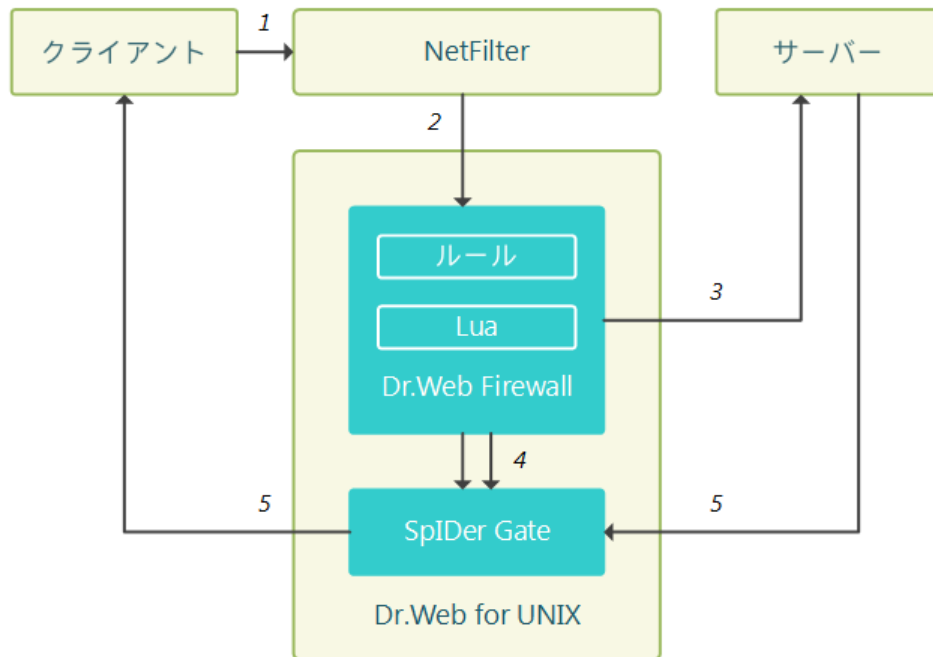 クライアント
1
NetFilter
サーバー
2
ルール
Lua
Dr.Web Firewall
3
4
5
SpIDer Gate
5
Dr.Web for UNIX